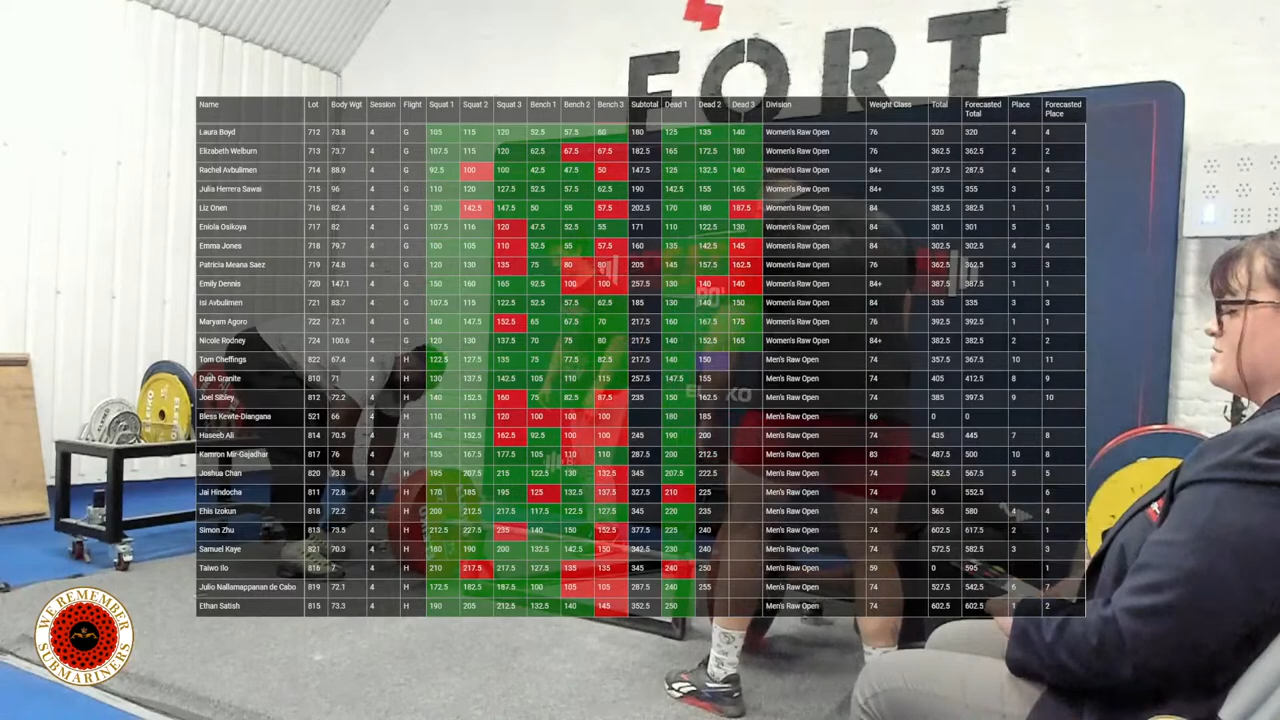 FORT
Name Lot Body Wgt Session Flight Squat 1 Squat 2 Squat 3 Bench 1 Bench 2 Bench 3 Subtotal Dead 1 Dead 2 Dead 3 Division Weight Class Total Forecasted Total Place Forecasted Place
Laura Boyd 712 73.8 4 G 105 115 120 52.5 57.5 60 180 125 135 140 Women's Raw Open 76 320 320 4 4
Elizabeth Welburn 713 73.7 4 G 107.5 115 120 62.5 67.5 67.5 182.5 165 172.5 180 Women's Raw Open 76 362.5 362.5 2 2
Rachel Avbulimen 714 88.9 4 G 92.5 100 100 42.5 47.5 50 147.5 125 132.5 140 Women's Raw Open 84+ 287.5 287.5 4 4
Julia Herrera Sawai 715 96 4 G 110 120 127.5 52.5 57.5 62.5 190 142.5 155 165 Women's Raw Open 84+ 355 355 3 3
Liz Onen 716 82.4 4 G 130 142.5 147.5 50 55 57.5 202.5 170 180 187.5 Women's Raw Open 84 382.5 382.5 1 1
Eniola Osikoya 717 82 4 G 107.5 116 120 47.5 52.5 55 171 110 122.5 130 Women's Raw Open 84 301 301 5 5
Emma Jones 718 79.7 4 G 100 105 110 52.5 55 57.5 160 135 142.5 145 Women's Raw Open 84 302.5 302.5 4 4
Patricia Meana Saez 719 74.8 4 G 120 130 135 75 80 80 205 145 157.5 162.5 Women's Raw Open 76 362.5 362.5 3 3
Emily Dennis 720 147.1 4 G 150 160 165 92.5 100 100 257.5 130 140 140 Women's Raw Open 84+ 387.5 387.5 1 1
Isi Avbulimen 721 83.7 4 G 107.5 115 122.5 52.5 57.5 62.5 185 130 140 150 Women's Raw Open 84 335 335 3 3
Maryam Agoro 722 72.1 4 G 140 147.5 152.5 65 67.5 70 217.5 160 167.5 175 Women's Raw Open 76 392.5 392.5 1 1
Nicole Rodney 724 100.6 4 G 120 130 137.5 70 75 80 217.5 140 152.5 165 Women's Raw Open 84+ 382.5 382.5 2 2
Tom Cheffings 822 67.4 4 H 122.5 127.5 135 75 77.5 82.5 217.5 140 150 Men's Raw Open 74 357.5 367.5 10 11
Dash Granite 810 71 4 H 130 137.5 142.5 105 110 115 257.5 147.5 155 Men's Raw Open 74 405 412.5 8 9
Joel Sibley 812 72.2 4 H 140 152.5 160 75 82.5 87.5 235 150 162.5 Men's Raw Open 74 385 397.5 9 10
Bless Kewte-Diangana 521 66 4 H 110 115 120 100 100 100 180 185 Men's Raw Open 66 0 0
Haseeb Ali 814 70.5 4 H 145 152.5 162.5 92.5 100 100 245 190 200 Men's Raw Open 74 435 445 7 8
Kamron Mir-Gajadhar 817 76 4 H 155 167.5 177.5 105 110 110 287.5 200 212.5 Men's Raw Open 83 487.5 500 10 8
Joshua Chan 820 73.8 4 H 195 207.5 215 122.5 130 132.5 345 207.5 222.5 Men's Raw Open 74 552.5 567.5 5 5
Jai Hindocha 811 72.8 4 H 170 185 195 125 132.5 137.5 327.5 210 225 Men's Raw Open 74 0 552.5 6
Ehis Izokun 818 72.2 4 H 200 212.5 217.5 117.5 122.5 127.5 345 220 235 Men's Raw Open 74 565 580 4 4
Simon Zhu 813 73.5 4 H 212.5 227.5 235 140 150 152.5 377.5 225 240 Men's Raw Open 74 602.5 617.5 2
Samuel Kaye 821 70.3 4 H 180 190 200 132.5 142.5 150 342.5 230 240 Men's Raw Open 74 572.5 582.5 3 3
Taiwo Ilo 816 4 H 210 217.5 217.5 127.5 135 135 345 240 250 Men's Raw Open 59 0 595 1
Julio Nallamappanan de Cabo 819 72.1 4 H 172.5 182.5 187.5 100 105 105 287.5 240 255 Men's Raw Open 74 527.5 542.5 6 7
Ethan Satish 815 73.3 4 H 190 205 212.5 132.5 140 145 352.5 250 Men's Raw Open 74 602.5 602.5 1 2
WE REMEMBER
SUBMARINERS